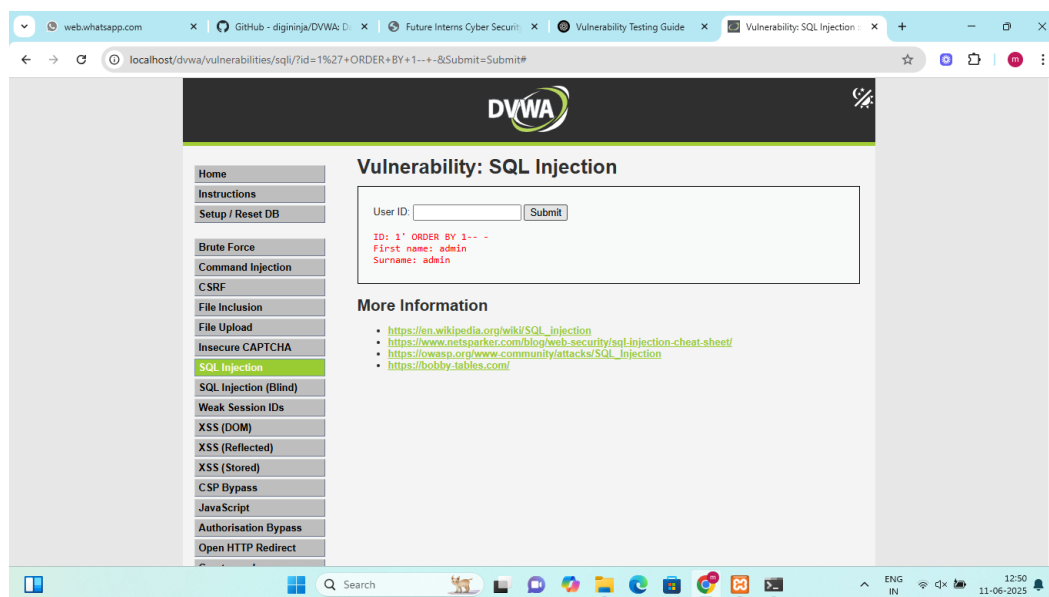 web.whatsapp.com
GitHub - digininja/DVWA: Da
Future Interns Cyber Securit
Vulnerability Testing Guide
Vulnerability: SQL Injection
localhost/dvwa/vulnerabilities/sqli/?id=1%27+ORDER+BY+1--+-&Submit=Submit#
m
DVWA
Home
Instructions
Setup / Reset DB
Brute Force
Command Injection
CSRF
File Inclusion
File Upload
Insecure CAPTCHA
SQL Injection
SQL Injection (Blind)
Weak Session IDs
XSS (DOM)
XSS (Reflected)
XSS (Stored)
CSP Bypass
JavaScript
Authorisation Bypass
Open HTTP Redirect
Vulnerability: SQL Injection
User ID:
Submit
ID: 1' ORDER BY 1-- -
First name: admin
Surname: admin
More Information
https://en.wikipedia.org/wiki/SQL_injection
https://www.netsparker.com/blog/web-security/sql-injection-cheat-sheet/
https://owasp.org/www-community/attacks/SQL_Injection
https://bobby-tables.com/
Search
ENG
IN
12:50
11-06-2025